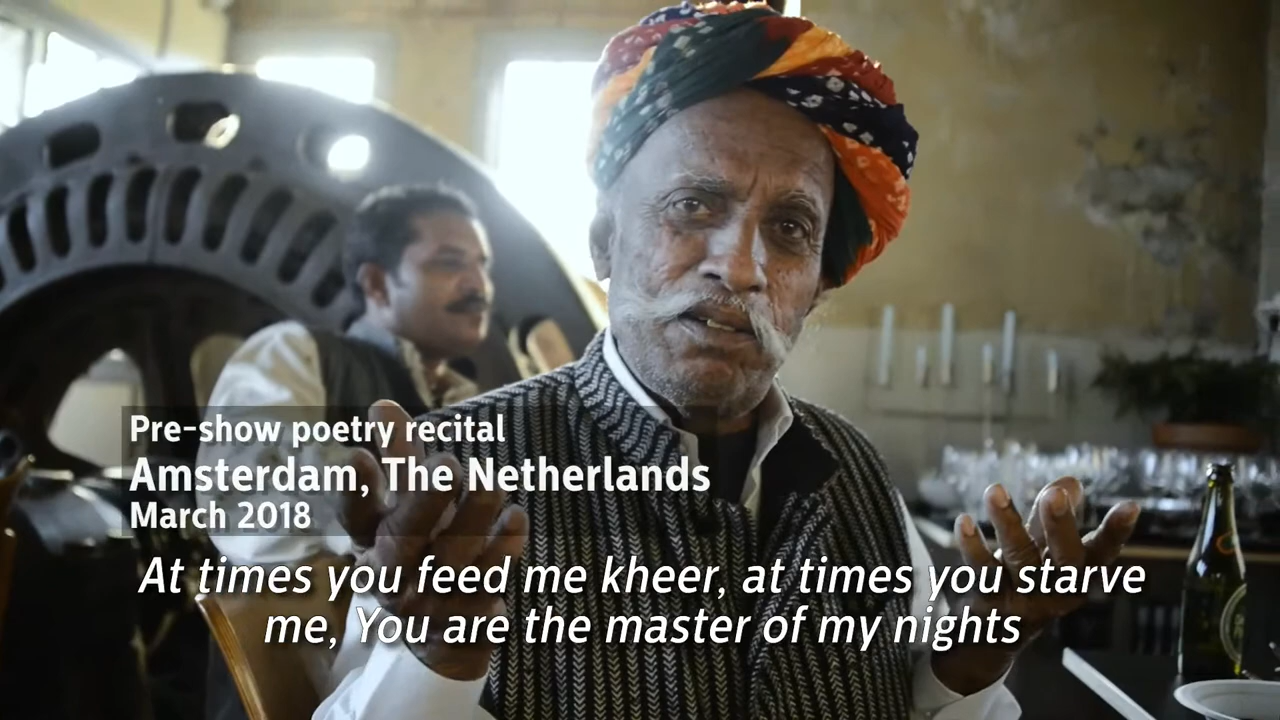 Pre-show poetry recital
Amsterdam, The Netherlands
March 2018
At times you feed me kheer, at times you starve
me, You are the master of my nights